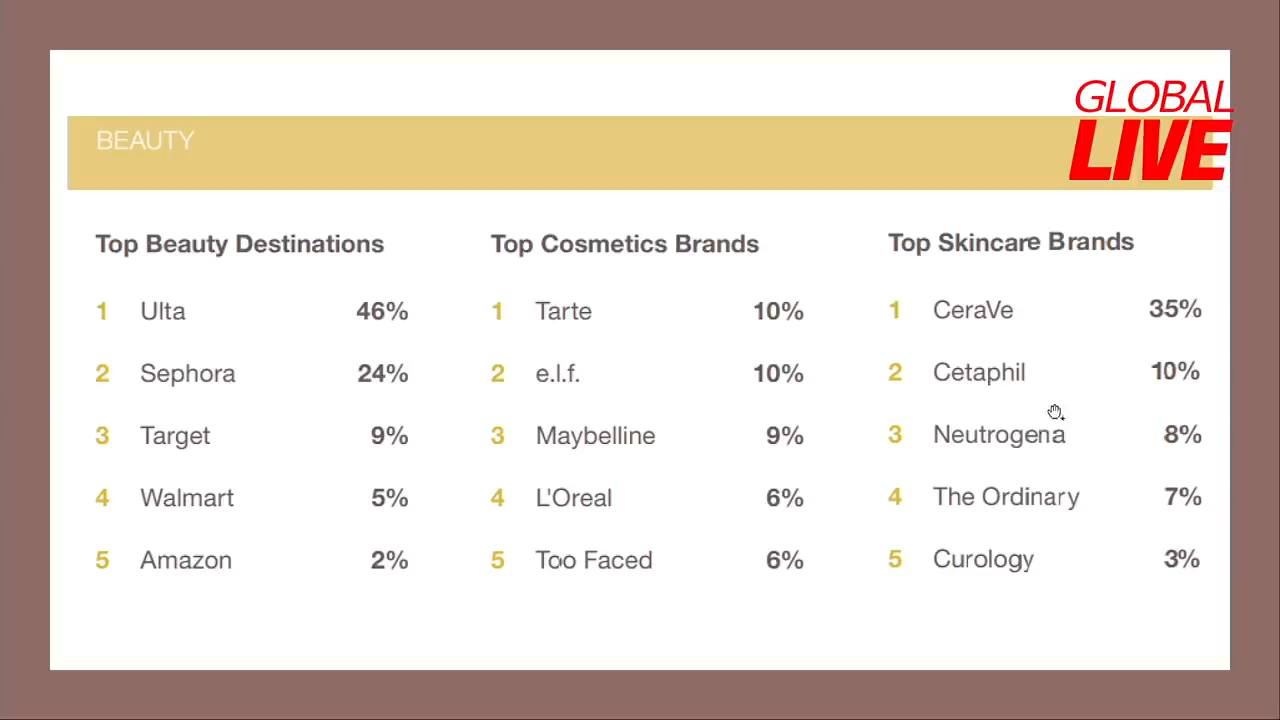 GLOBAL
LIVE
BEAUTY
Top Beauty Destinations
1 Ulta 46%
2 Sephora 24%
3 Target 9%
4 Walmart 5%
5 Amazon 2%
Top Cosmetics Brands
1 Tarte 10%
2 e.l.f. 10%
3 Maybelline 9%
4 L'Oreal 6%
5 Too Faced 6%
Top Skincare Brands
1 CeraVe 35%
2 Cetaphil 10%
3 Neutrogena 8%
4 The Ordinary 7%
5 Curology 3%